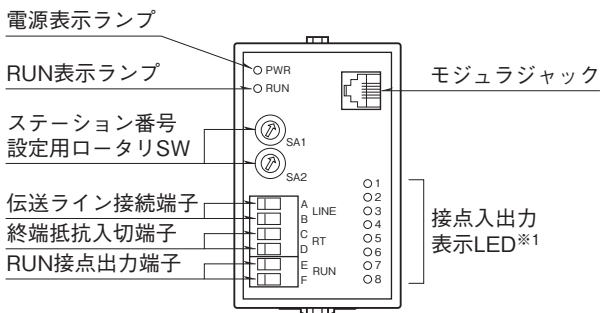 電源表示ランプ
RUN表示ランプ
ステーション番号
設定用ロータリSW
伝送ライン接続端子
終端抵抗入切端子
RUN接点出力端子
PWR
RUN
SA1
SA2
A
B
C
D
E
F
LINE
RT
RUN
1
2
3
4
5
6
7
8
モジュラジャック
接点入出力
表示LED※1